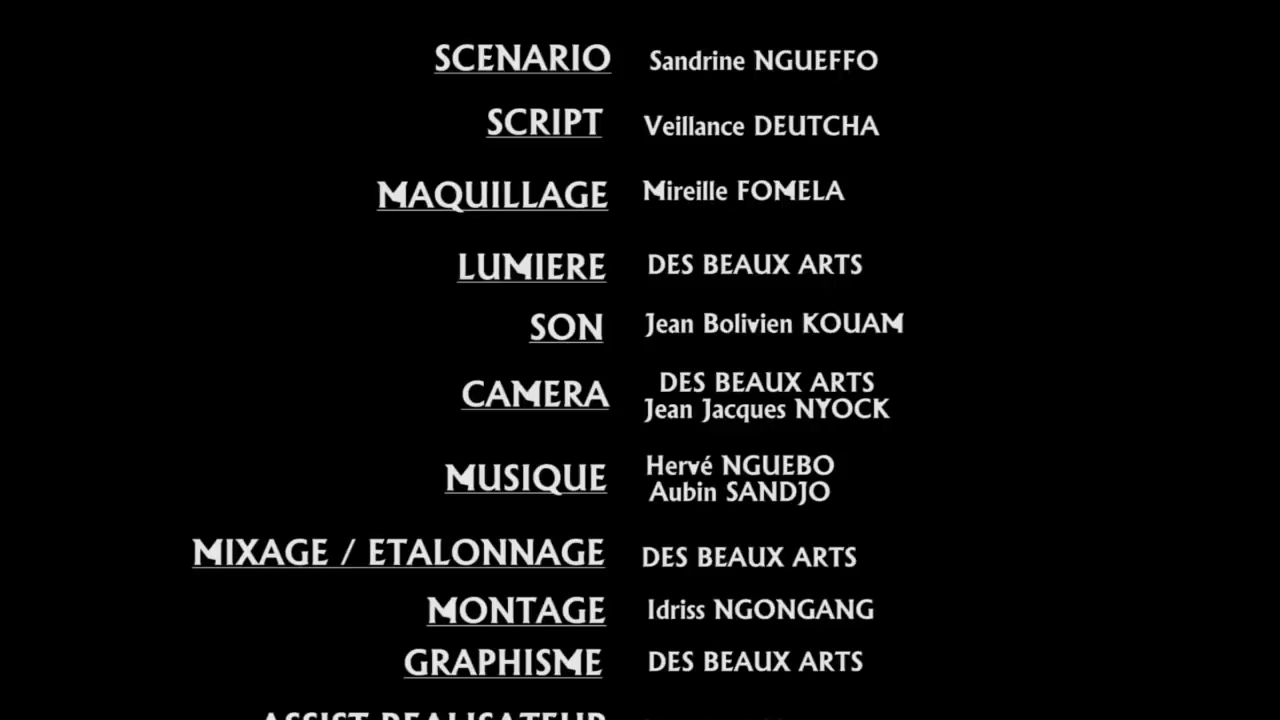 SCENARIO Sandrine NGUEFFO
SCRIPT Veillance DEUTCHA
MAQUILLAGE Mireille FOMELA
LUMIERE DES BEAUX ARTS
SON Jean Bolivien KOUAM
CAMERA DES BEAUX ARTS
Jean Jacques NYOCK
MUSIQUE Hervé NGUEBO
Aubin SANDJO
MIXAGE / ETALONNAGE DES BEAUX ARTS
MONTAGE Idriss NGONGANG
GRAPHISME DES BEAUX ARTS
ASSIST REALISATEUR